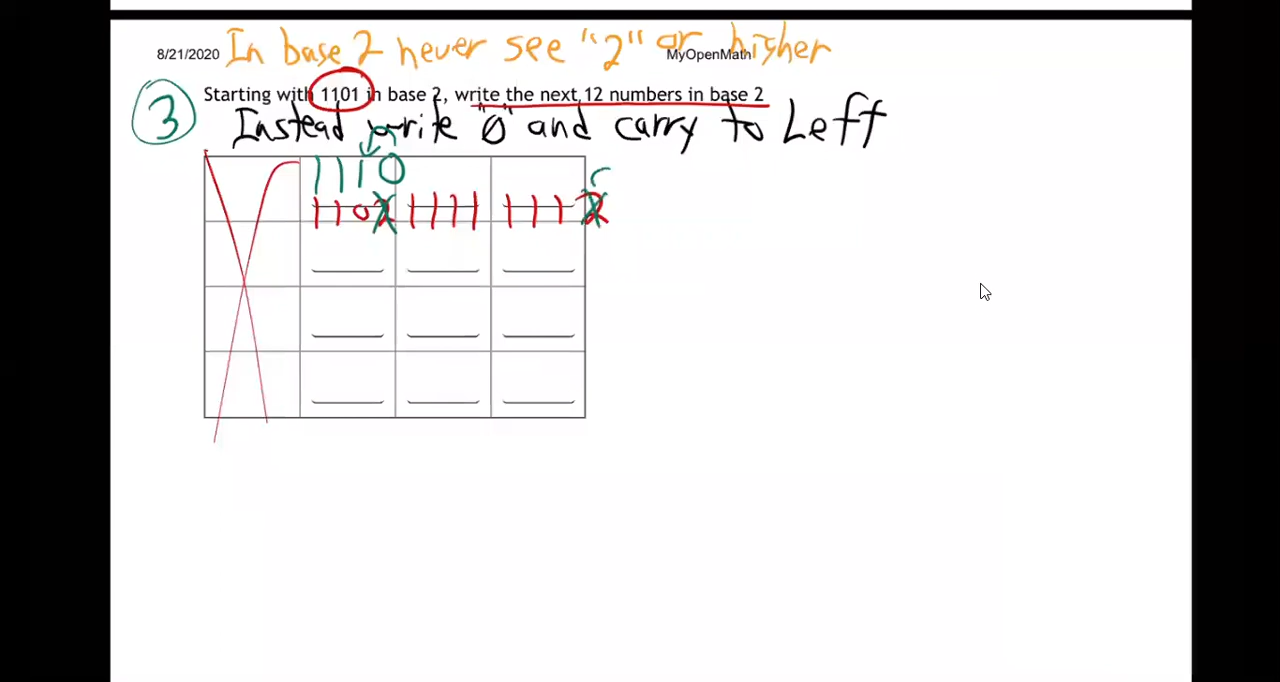 8/21/2020 In base 2 never see "2" or higher MyOpenMath
Starting with 1101 in base 2, write the next 12 numbers in base 2
3 Instead write "0" and carry to Left
1110
1102 1111 1112